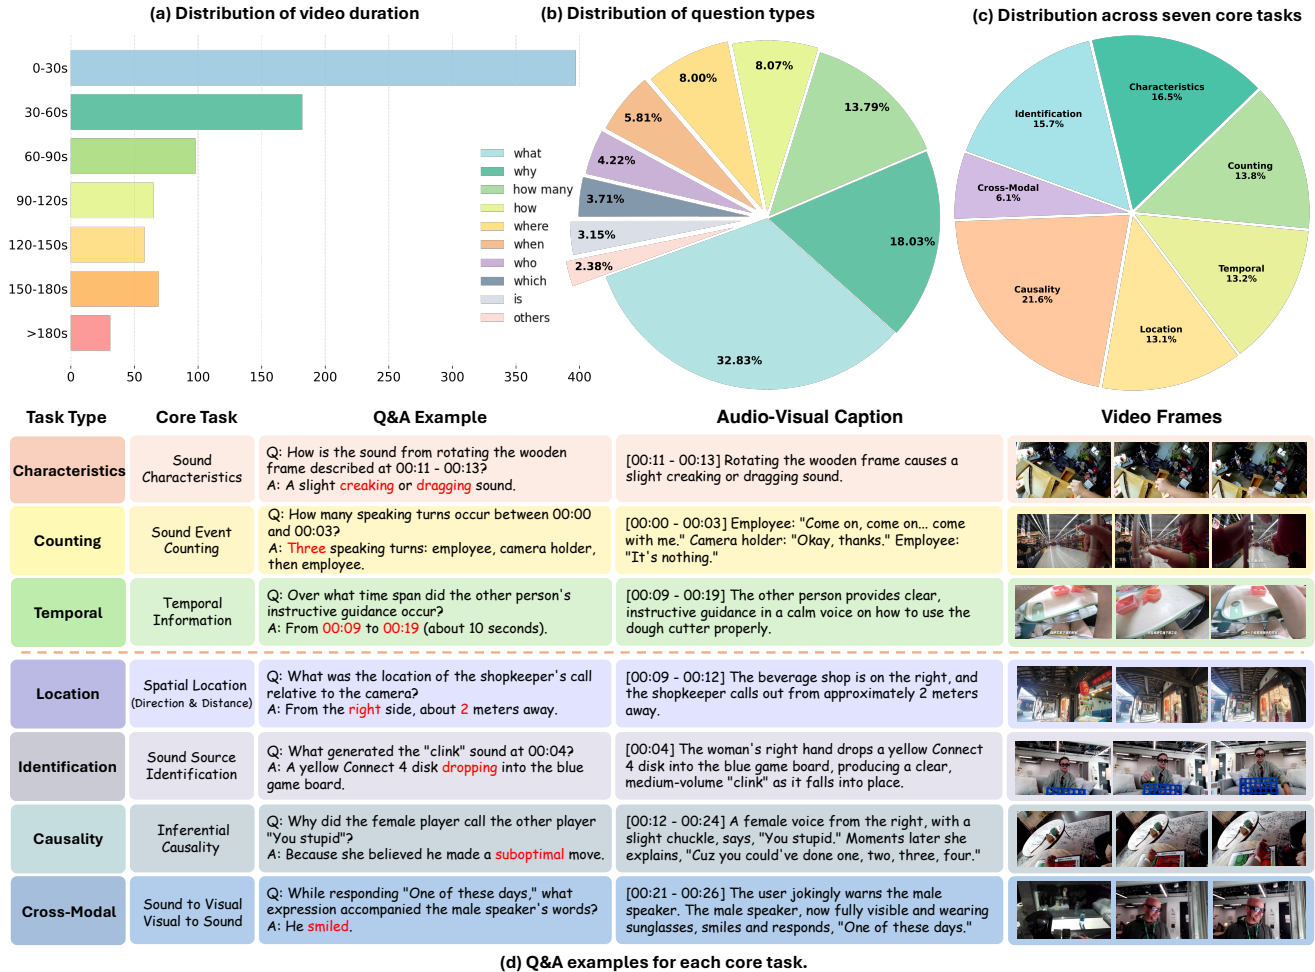 (a) Distribution of video duration
0-30s
30-60s
60-90s
90-120s
120-150s
150-180s
>180s
0
50
100
150
200
250
300
350
400
(b) Distribution of question types
what
why
how many
how
where
when
who
which
is
others
8.07%
8.00%
13.79%
5.81%
4.22%
3.71%
3.15%
2.38%
18.03%
32.83%
(c) Distribution across seven core tasks
Characteristics
16.5%
Identification
15.7%
Counting
13.8%
Cross-Modal
6.1%
Temporal
13.2%
Causality
21.6%
Location
13.1%
Task Type
Core Task
Q&A Example
Audio-Visual Caption
Video Frames
Characteristics
Sound
Characteristics
Q: How is the sound from rotating the wooden
frame described at 00:11 - 00:13?
A: A slight creaking or dragging sound.
[00:11 - 00:13] Rotating the wooden frame causes a
slight creaking or dragging sound.
Counting
Sound Event
Counting
Q: How many speaking turns occur between 00:00
and 00:03?
A: Three speaking turns: employee, camera holder,
then employee.
[00:00 - 00:03] Employee: "Come on, come on... come
with me." Camera holder: "Okay, thanks." Employee:
"It's nothing."
Temporal
Temporal
Information
Q: Over what time span did the other person's
instructive guidance occur?
A: From 00:09 to 00:19 (about 10 seconds).
[00:09 - 00:19] The other person provides clear,
instructive guidance in a calm voice on how to use the
dough cutter properly.
Location
Spatial Location
(Direction & Distance)
Q: What was the location of the shopkeeper's call
relative to the camera?
A: From the right side, about 2 meters away.
[00:09 - 00:12] The beverage shop is on the right, and
the shopkeeper calls out from approximately 2 meters
away.
Identification
Sound Source
Identification
Q: What generated the "clink" sound at 00:04?
A: A yellow Connect 4 disk dropping into the blue
game board.
[00:04] The woman's right hand drops a yellow Connect
4 disk into the blue game board, producing a clear,
medium-volume "clink" as it falls into place.
Causality
Inferential
Causality
Q: Why did the female player call the other player
"You stupid"?
A: Because she believed he made a suboptimal move.
[00:12 - 00:24] A female voice from the right, with a
slight chuckle, says, "You stupid." Moments later she
explains, "Cuz you could've done one, two, three, four."
Cross-Modal
Sound to Visual
Visual to Sound
Q: While responding "One of these days," what
expression accompanied the male speaker's words?
A: He smiled.
[00:21 - 00:26] The user jokingly warns the male
speaker. The male speaker, now fully visible and wearing
sunglasses, smiles and responds, "One of these days."
(d) Q&A examples for each core task.